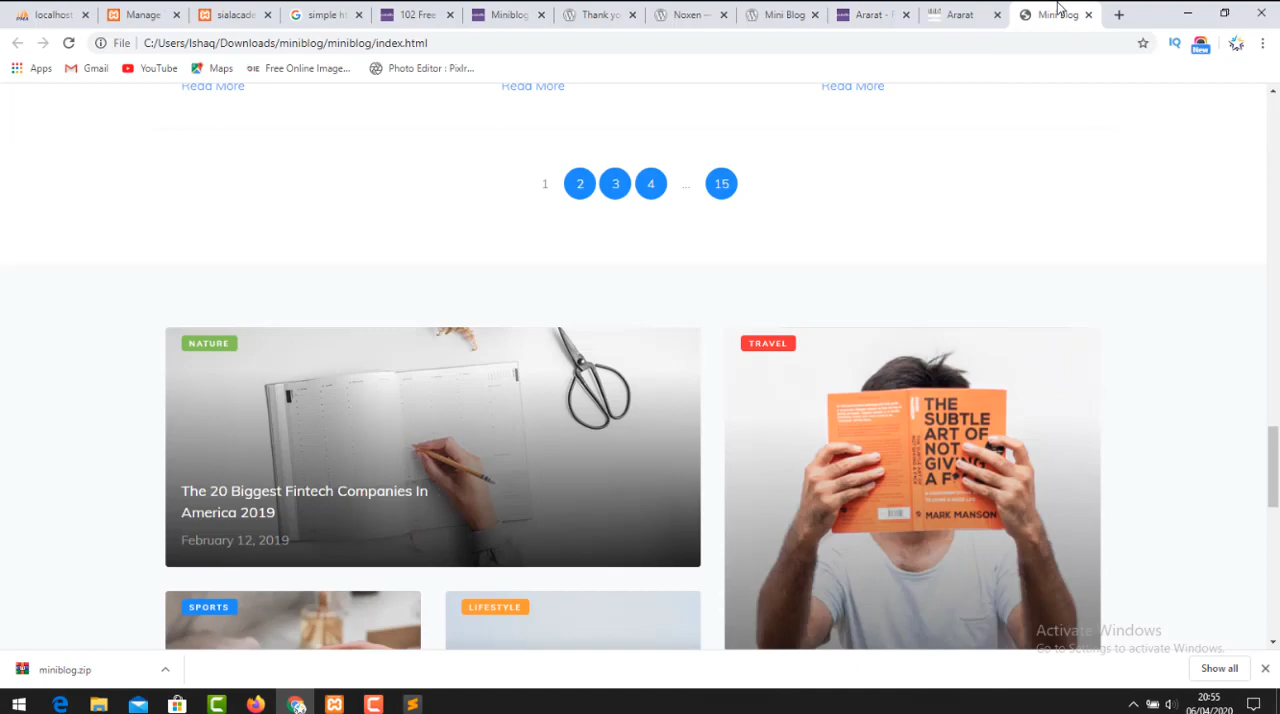 localhost
Manage
sialacade
simple h
102 Free
Miniblog
Thank yo
Noxen —
Mini Blog
Ararat - F
Ararat
Miniblog
File C:/Users/Ishaq/Downloads/miniblog/miniblog/index.html
IQ
New
Apps
Gmail
YouTube
Maps
OIE Free Online Image...
Photo Editor : Pixlr...
Read More
Read More
Read More
1 2 3 4 ... 15
NATURE
The 20 Biggest Fintech Companies In
America 2019
February 12, 2019
TRAVEL
THE
SUBTLE
ART OF
NOT
GIVING
A F
MARK MANSON
SPORTS
LIFESTYLE
Activate Windows
Go to Settings to activate Windows.
miniblog.zip
Show all
20:55
06/04/2020